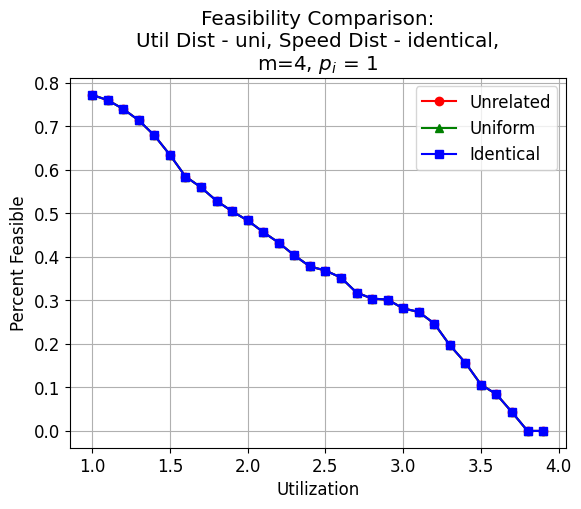 Feasibility Comparison:
Util Dist - uni, Speed Dist - identical,
m=4, $p_i$ = 1
Unrelated
Uniform
Identical
Percent Feasible
0.8
0.7
0.6
0.5
0.4
0.3
0.2
0.1
0.0
1.0 1.5 2.0 2.5 3.0 3.5 4.0
Utilization